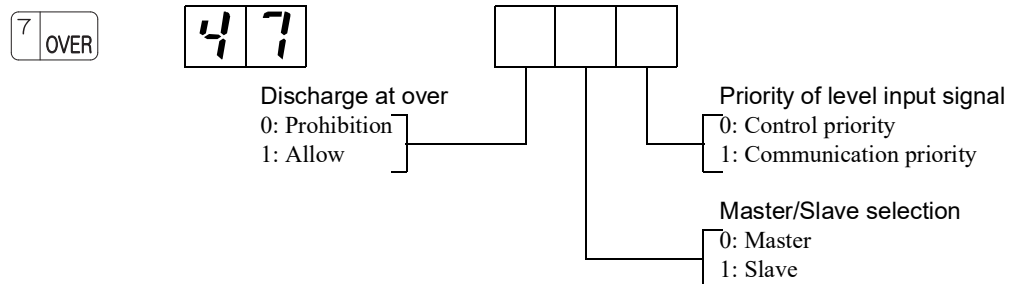 7 OVER
47
Discharge at over
0: Prohibition
1: Allow
Priority of level input signal
0: Control priority
1: Communication priority
Master/Slave selection
0: Master
1: Slave